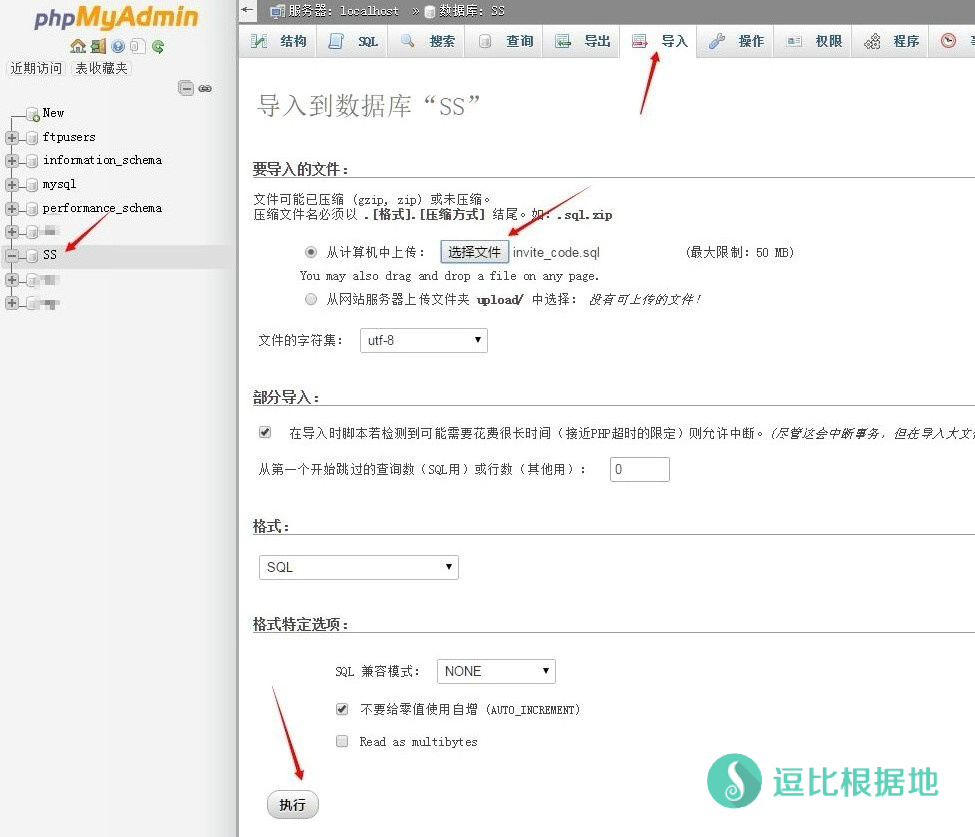 phpMyAdmin
近期访问 表收藏夹
New
ftpusers
information_schema
mysql
performance_schema
SS
服务器: localhost » 数据库: SS
结构 SQL 搜索 查询 导出 导入 操作 权限 程序
导入到数据库“SS”
要导入的文件:
文件可能已压缩 (gzip, zip) 或未压缩。
压缩文件名必须以 .[格式].[压缩方式] 结尾。如: .sql.zip
从计算机中上传: 选择文件 invite_code.sql (最大限制: 50 MB)
You may also drag and drop a file on any page.
从网站服务器上传文件夹 upload/ 中选择: 没有可上传的文件!
文件的字符集: utf-8
部分导入:
在导入时脚本若检测到可能需要花费很长时间 (接近PHP超时的限定) 则允许中断。(尽管这会中断事务, 但在导入大文
从第一个开始跳过的查询数 (SQL用) 或行数 (其他用): 0
格式:
SQL
格式特定选项:
SQL 兼容模式: NONE
不要给零值使用自增 (AUTO_INCREMENT)
Read as multibytes
执行
逗比根据地